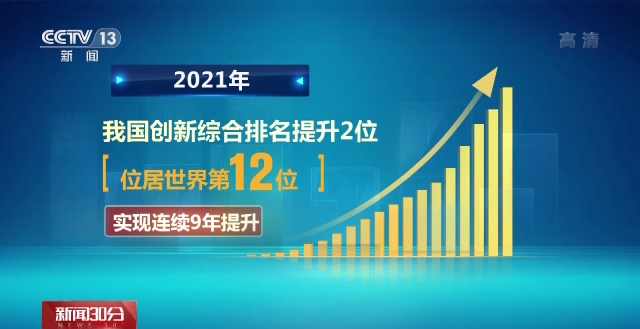 CCTV 13
新闻
高清
2021年
我国创新综合排名提升2位
[位居世界第12位]
实现连续9年提升
新闻30分
NEWS 30'